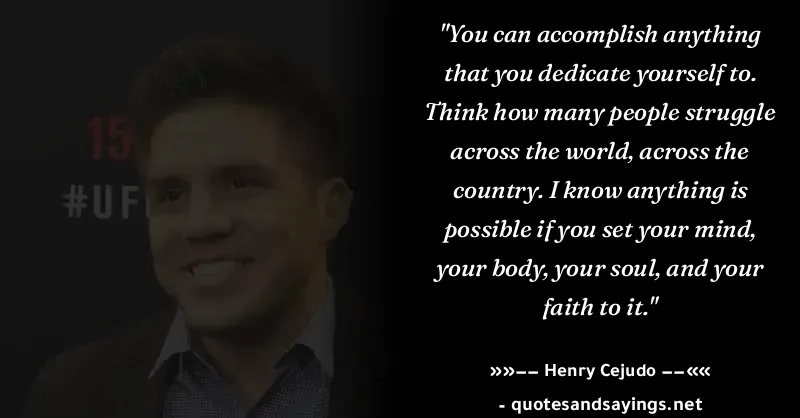 15
#UF
"You can accomplish anything
that you dedicate yourself to.
Think how many people struggle
across the world, across the
country. I know anything is
possible if you set your mind,
your body, your soul, and your
faith to it."
»»−− Henry Cejudo −−««
- quotesandsayings.net